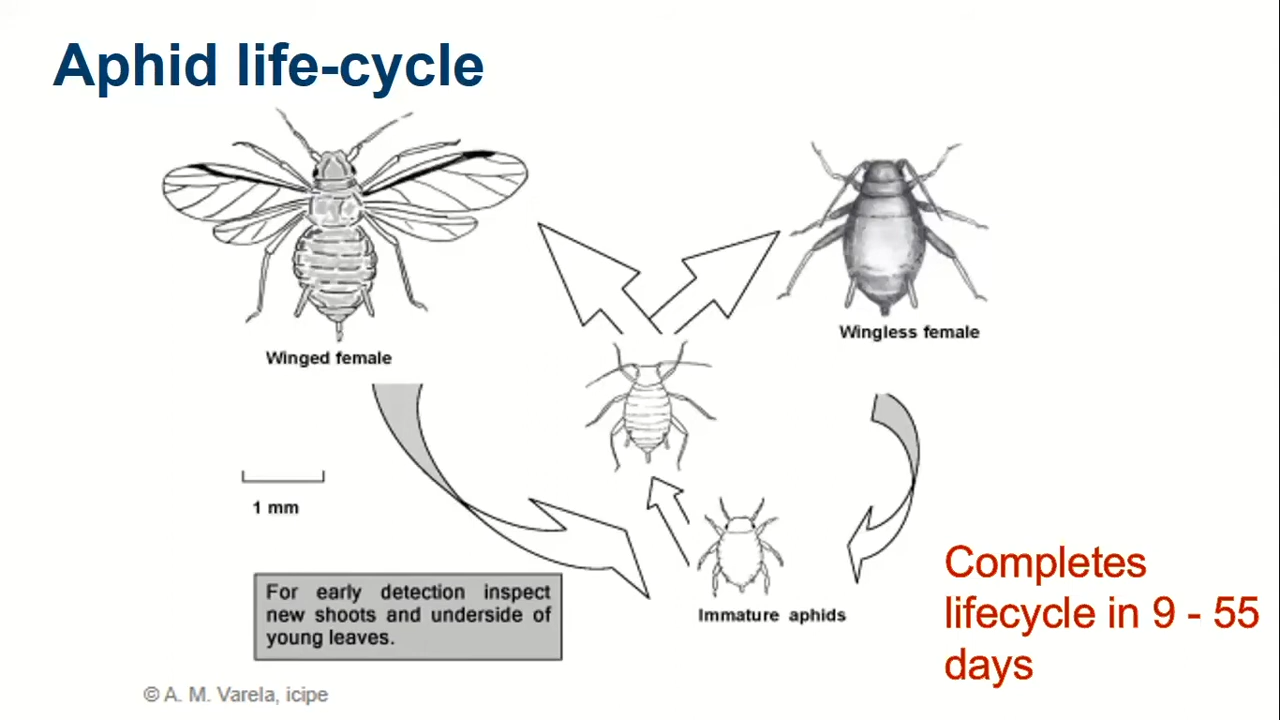 Aphid life-cycle
Winged female
Wingless female
1 mm
For early detection inspect
new shoots and underside of
young leaves.
Immature aphids
Completes
lifecycle in 9 - 55
days
© A. M. Varela, icipe